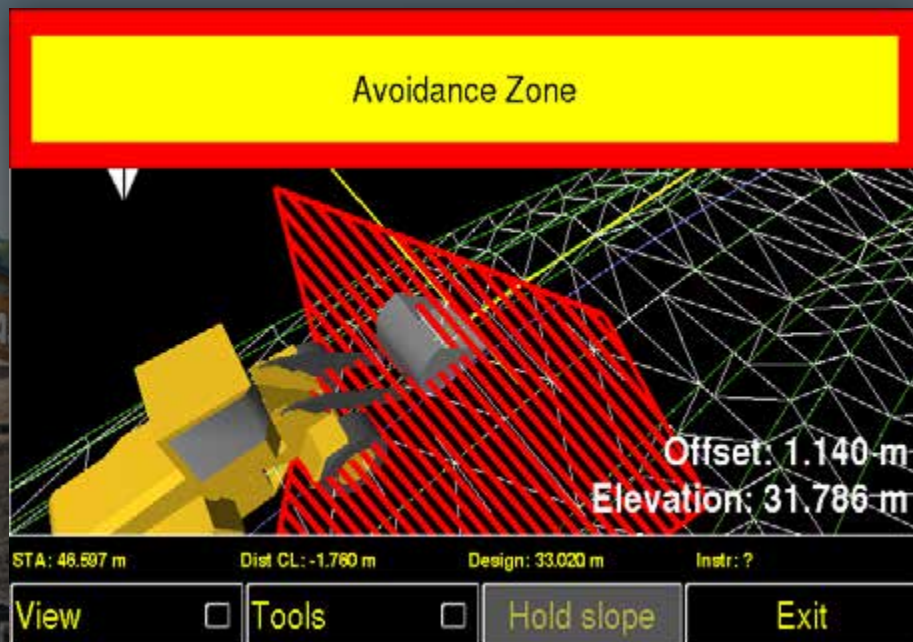 Avoidance Zone
Offset: 1.140 m
Elevation: 31.786 m
STA: 46.597 m Dist CL: -1.760 m Design: 33.020 m Instr: ?
View Tools Hold slope Exit